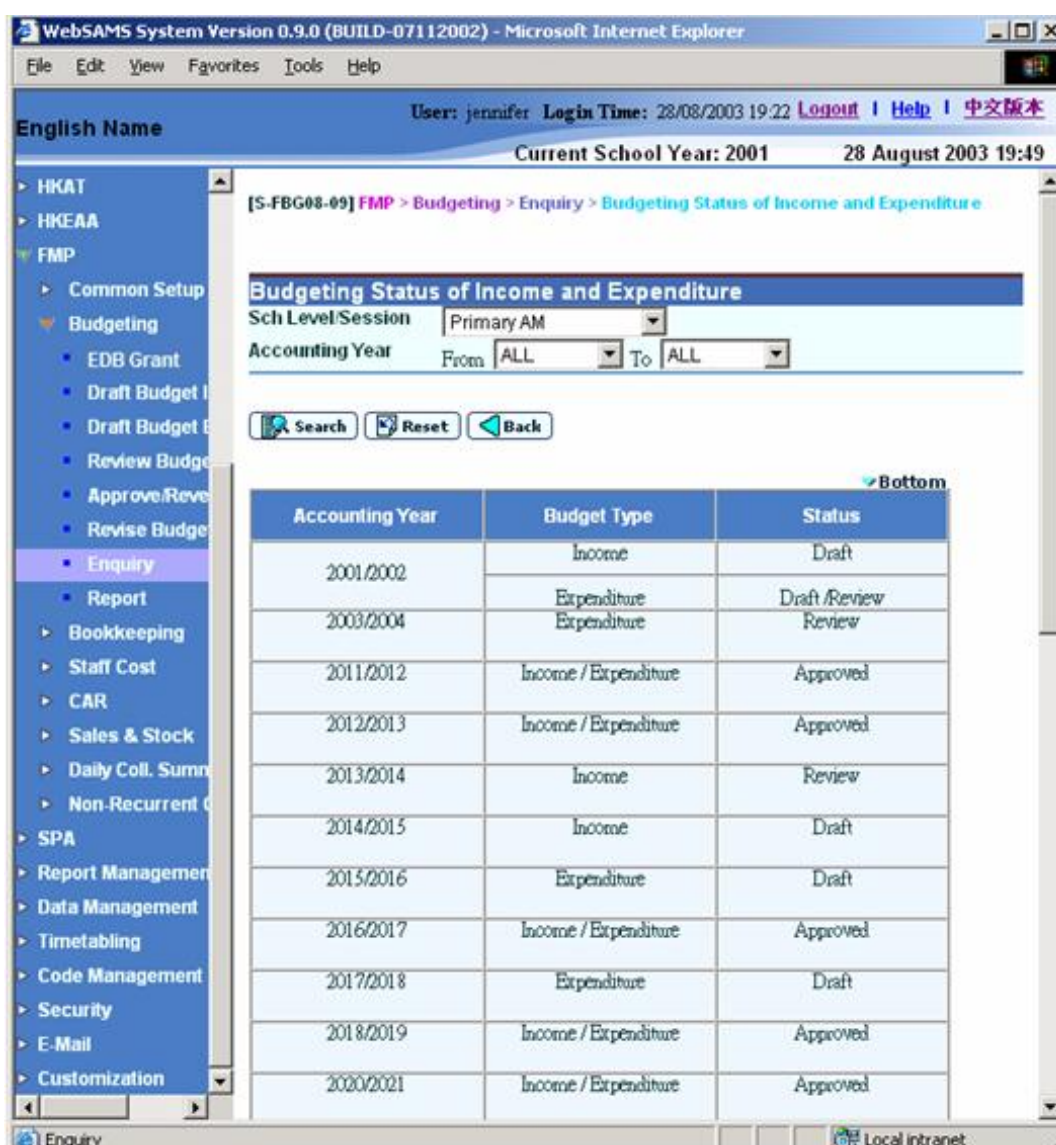 WebSAMS System Version 0.9.0 (BUILD-07112002) - Microsoft Internet Explorer
File Edit View Favorites Tools Help
English Name
User: jennifer Login Time: 28/08/2003 19:22 Logout | Help | 中文版本
Current School Year: 2001 28 August 2003 19:49
HKAT
HKEAA
FMP
Common Setup
Budgeting
EDB Grant
Draft Budget I
Draft Budget E
Review Budge
Approve/Reve
Revise Budge
Enquiry
Report
Bookkeeping
Staff Cost
CAR
Sales & Stock
Daily Coll. Summ
Non-Recurrent C
SPA
Report Managemen
Data Management
Timetabling
Code Management
Security
E-Mail
Customization
[S-FBG08-09] FMP > Budgeting > Enquiry > Budgeting Status of Income and Expenditure
Budgeting Status of Income and Expenditure
Sch Level/Session Primary AM
Accounting Year From ALL To ALL
Search Reset Back
Bottom
Accounting Year Budget Type Status
2001/2002 Income Draft
Expenditure Draft /Review
2003/2004 Expenditure Review
2011/2012 Income / Expenditure Approved
2012/2013 Income / Expenditure Approved
2013/2014 Income Review
2014/2015 Income Draft
2015/2016 Expenditure Draft
2016/2017 Income / Expenditure Approved
2017/2018 Expenditure Draft
2018/2019 Income / Expenditure Approved
2020/2021 Income / Expenditure Approved
Enquiry Local intranet